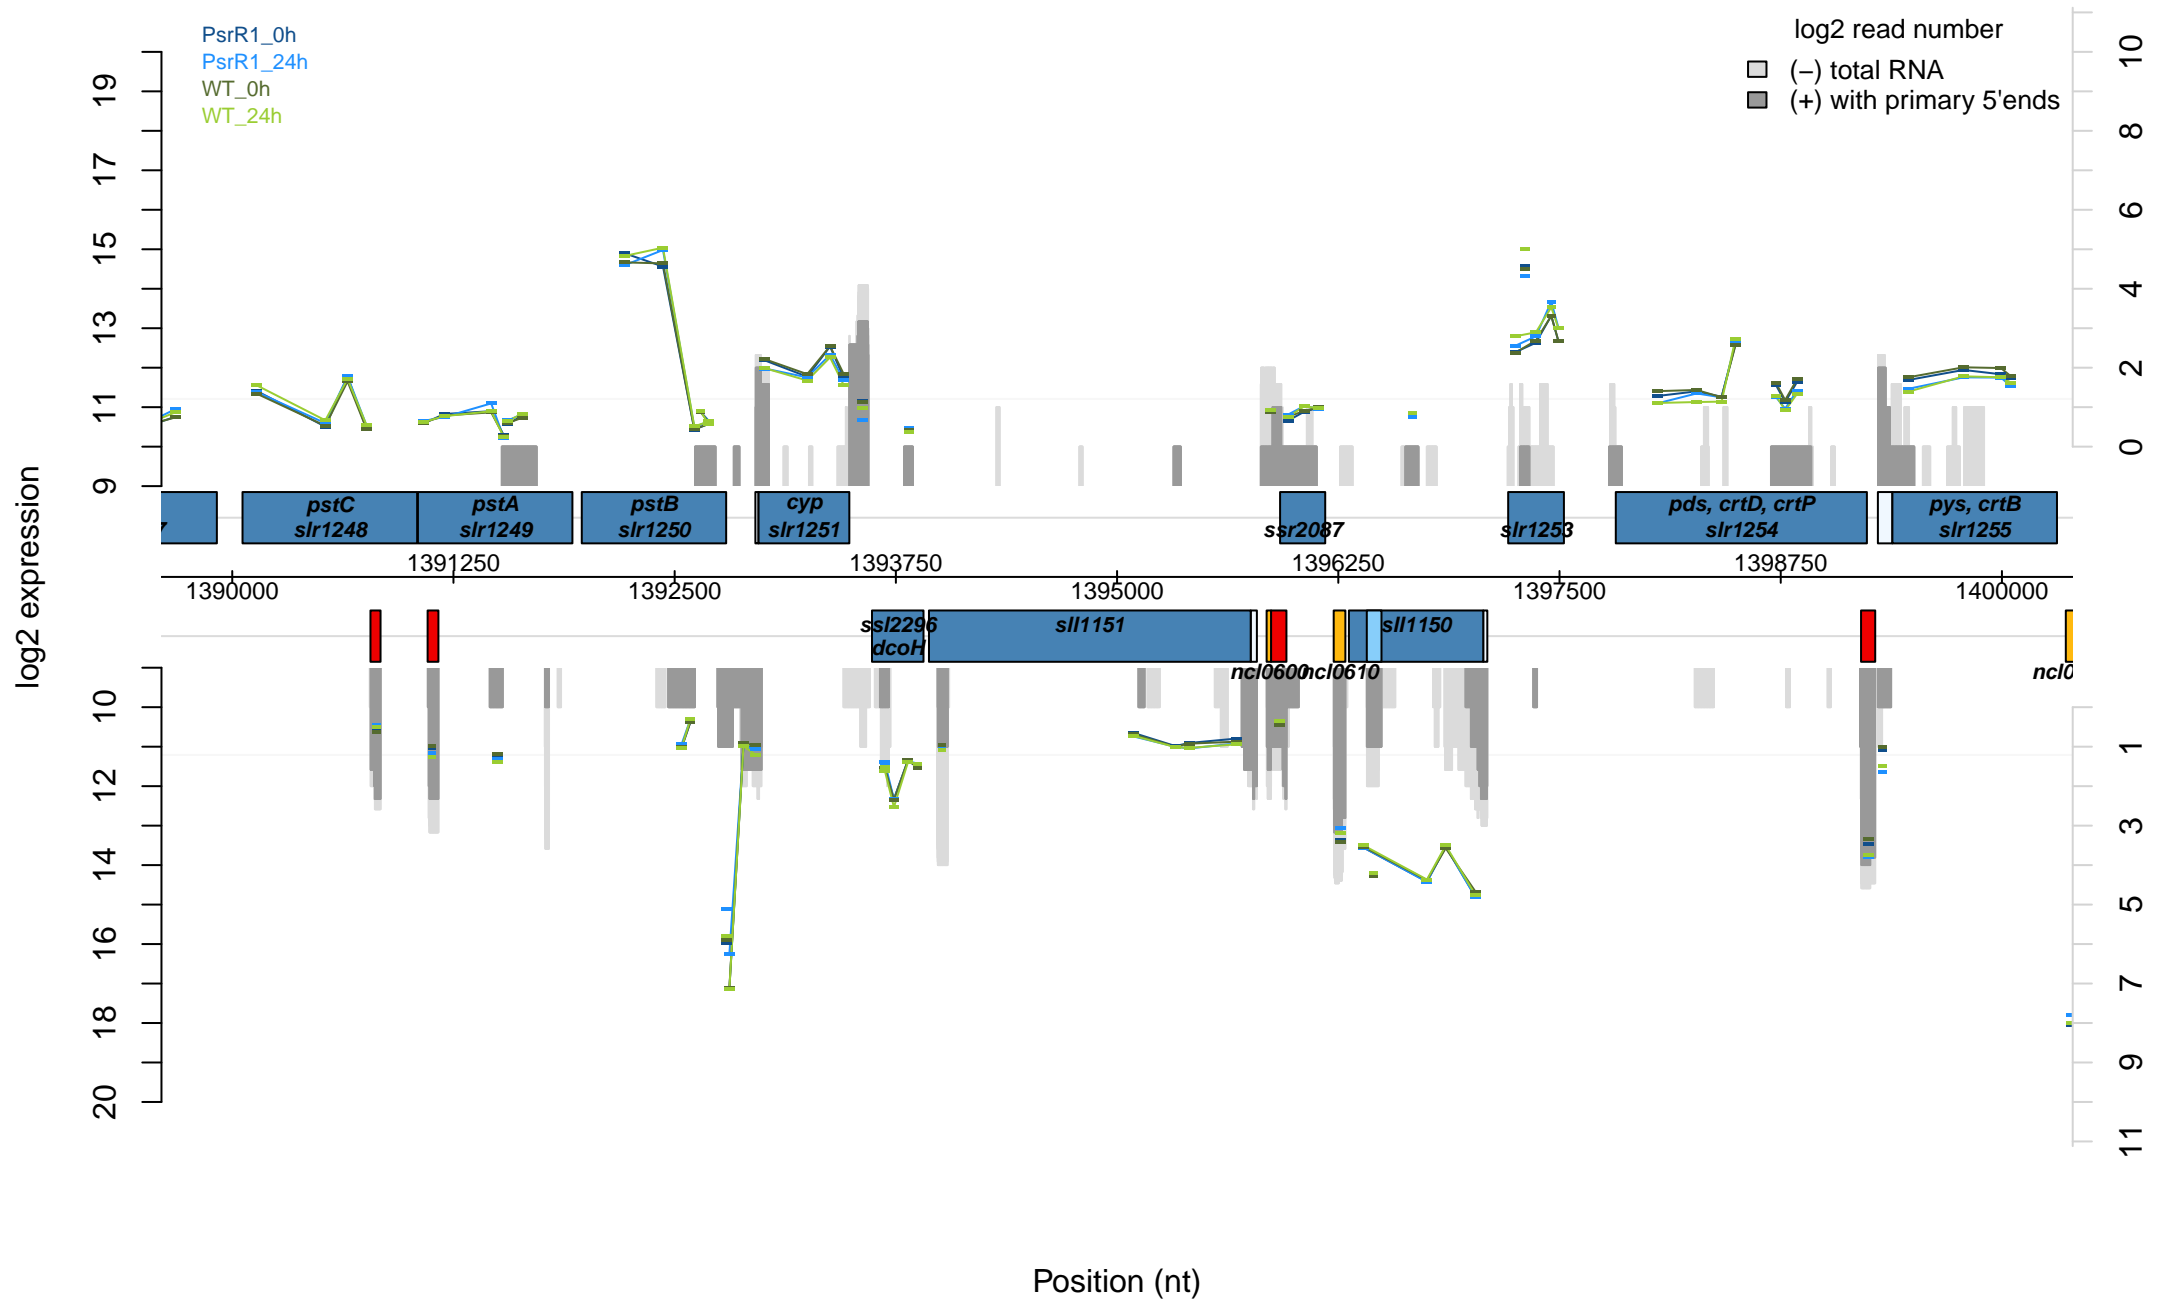 PsrR1_0h
PsrR1_24h
WT_0h
WT_24h
log2 read number
(−) total RNA
(+) with primary 5'ends
log2 expression
19
17
15
13
11
9
10
8
6
4
2
0
7
pstC
slr1248
pstA
slr1249
pstB
slr1250
cyp
slr1251
ssr2087
slr1253
pds, crtD, crtP
slr1254
pys, crtB
slr1255
1391250
1393750
1396250
1398750
1390000
1392500
1395000
1397500
1400000
ssl2296
dcoH
sll1151
sll1150
ncl0600
ncl0610
ncl0
10
12
14
16
18
20
1
3
5
7
9
11
Position (nt)